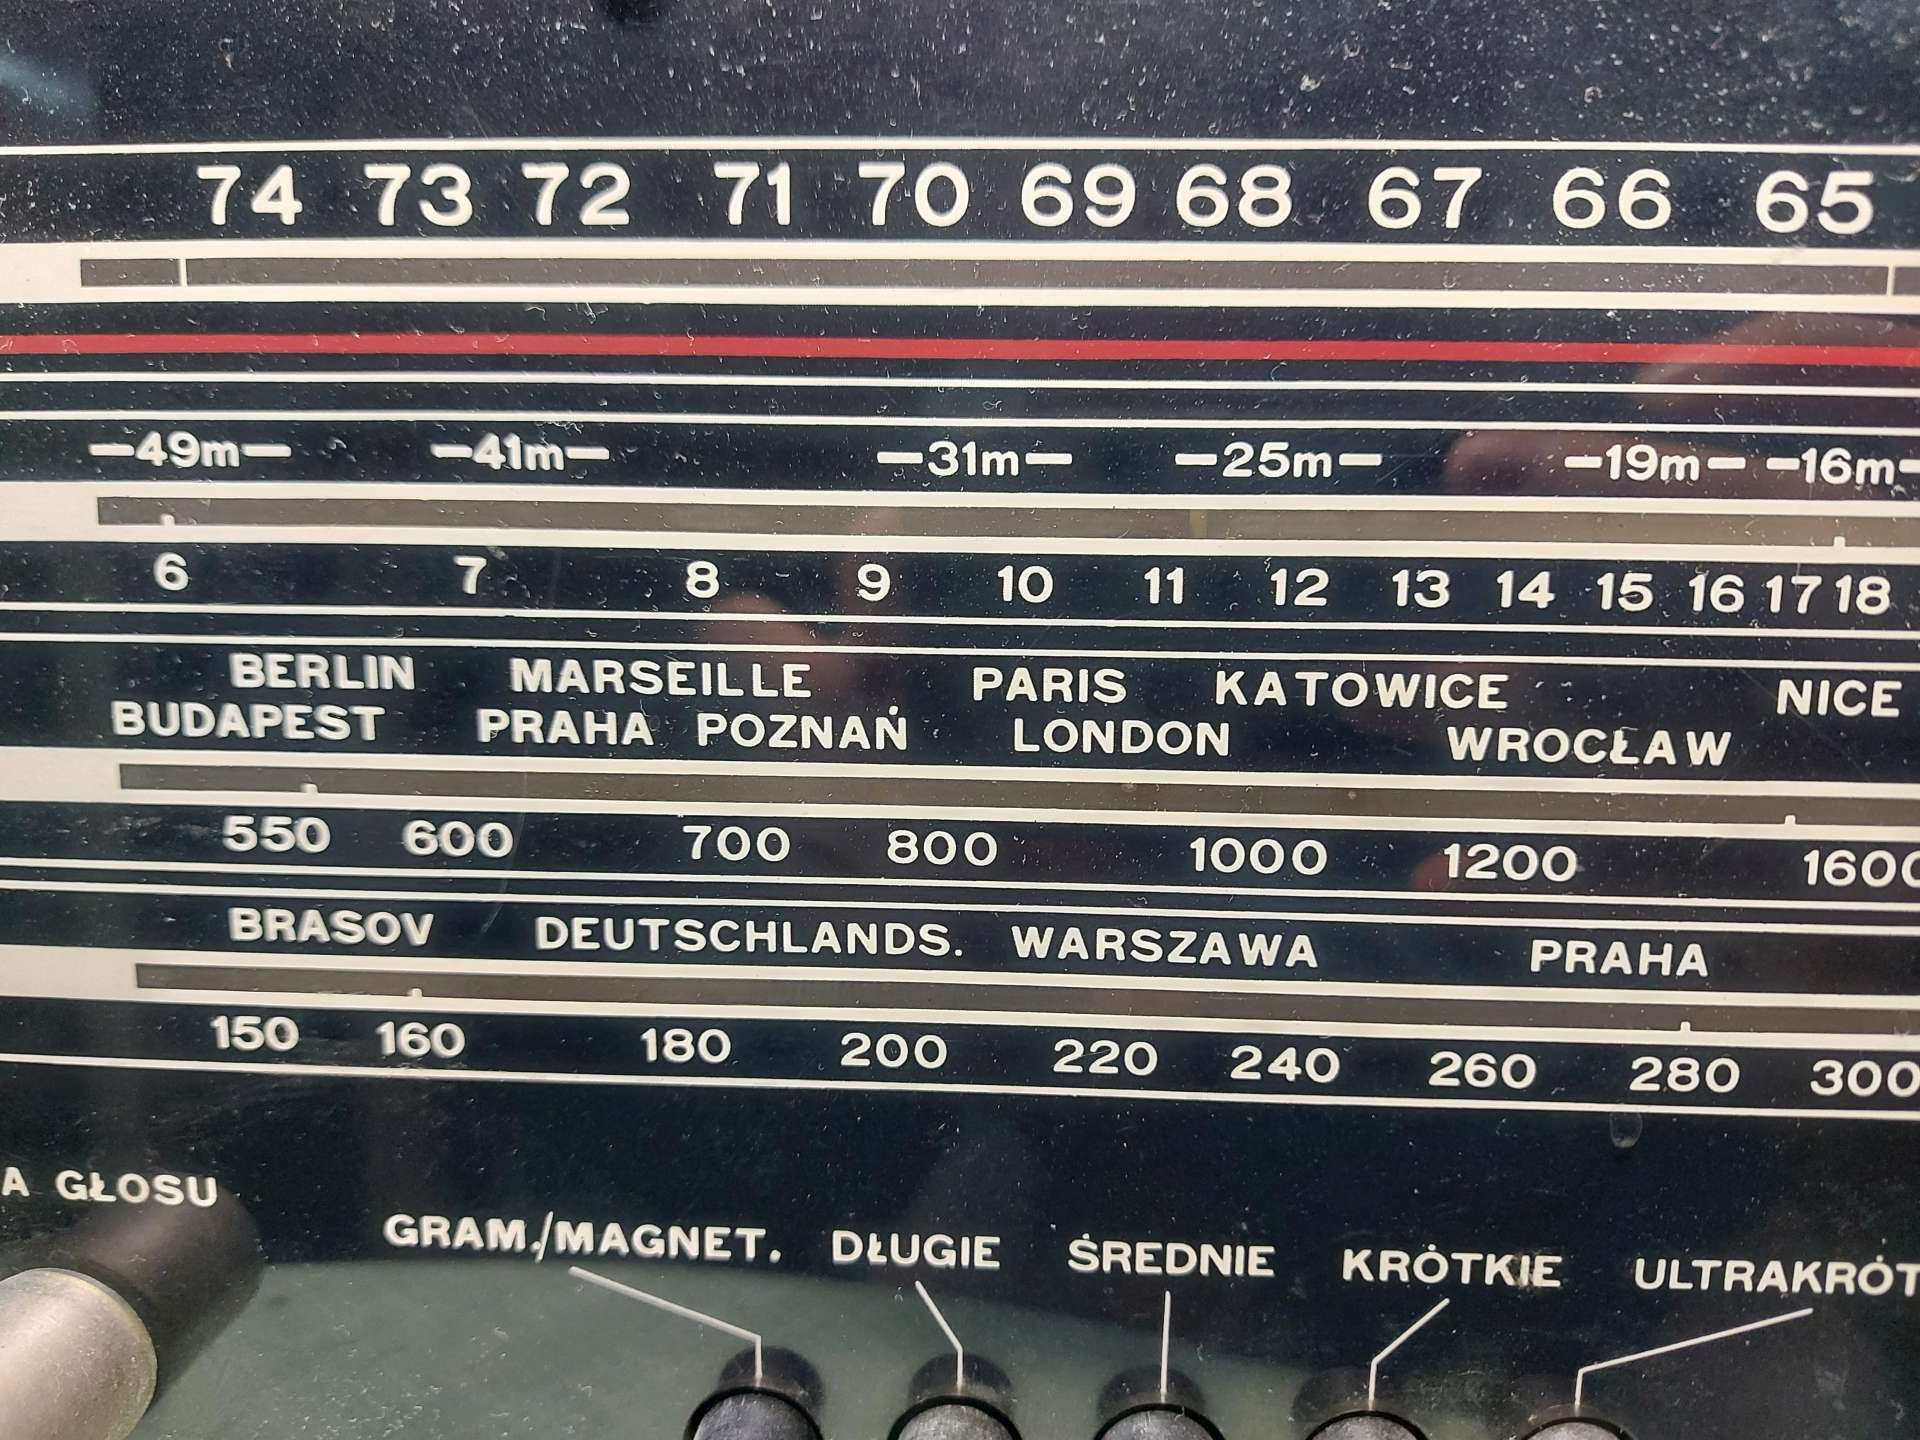 74 73 72 71 70 69 68 67 66 65
49m 41m 31m 25m 19m 16m
6 7 8 9 10 11 12 13 14 15 16 17 18
BERLIN MARSEILLE PARIS KATOWICE NICE
BUDAPEST PRAHA POZNAŃ LONDON WROCŁAW
550 600 700 800 1000 1200 1600
BRASOV DEUTSCHLANDS. WARSZAWA PRAHA
150 160 180 200 220 240 260 280 300
A GŁOSU
GRAM./MAGNET. DŁUGIE ŚREDNIE KRÓTKIE ULTRAKRÓT